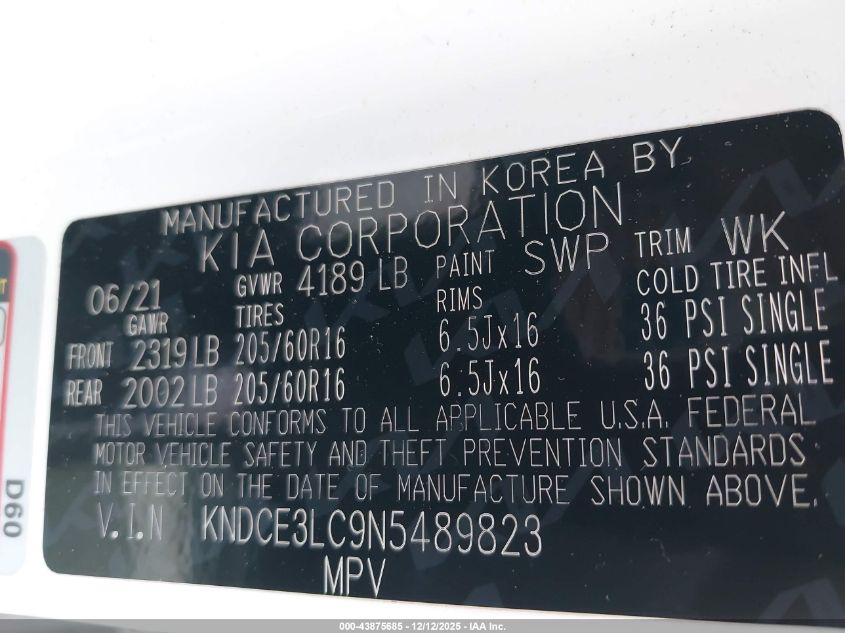 MANUFACTURED IN KOREA BY
KIA CORPORATION
06/21 GVWR 4189 LB PAINT SWP TRIM WK
GAWR TIRES RIMS COLD TIRE INFL
FRONT 2319 LB 205/60R16 6.5Jx16 36 PSI SINGLE
REAR 2002 LB 205/60R16 6.5Jx16 36 PSI SINGLE
THIS VEHICLE CONFORMS TO ALL APPLICABLE U.S.A. FEDERAL
MOTOR VEHICLE SAFETY AND THEFT PREVENTION STANDARDS
IN EFFECT ON THE DATE OF MANUFACTURE SHOWN ABOVE.
V.I.N KNDCE3LC9N5489823
MPV
D60
000-43875685 - 12/12/2025 - IAA Inc.